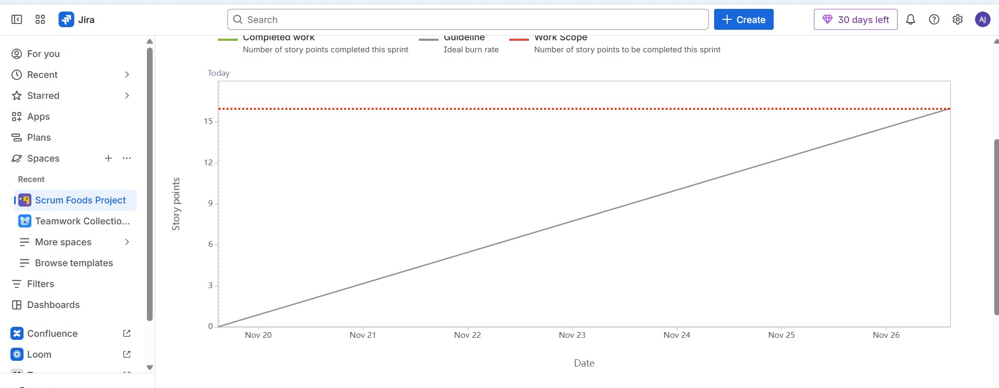 Jira
Search
Create
30 days left
AJ
For you
Recent
Starred
Apps
Plans
Spaces
Recent
Scrum Foods Project
Teamwork Collectio...
More spaces
Browse templates
Filters
Dashboards
Confluence
Loom
Completed work
Number of story points completed this sprint
Guideline
Ideal burn rate
Work Scope
Number of story points to be completed this sprint
Today
Story points
15
12
9
6
3
0
Nov 20 Nov 21 Nov 22 Nov 23 Nov 24 Nov 25 Nov 26
Date